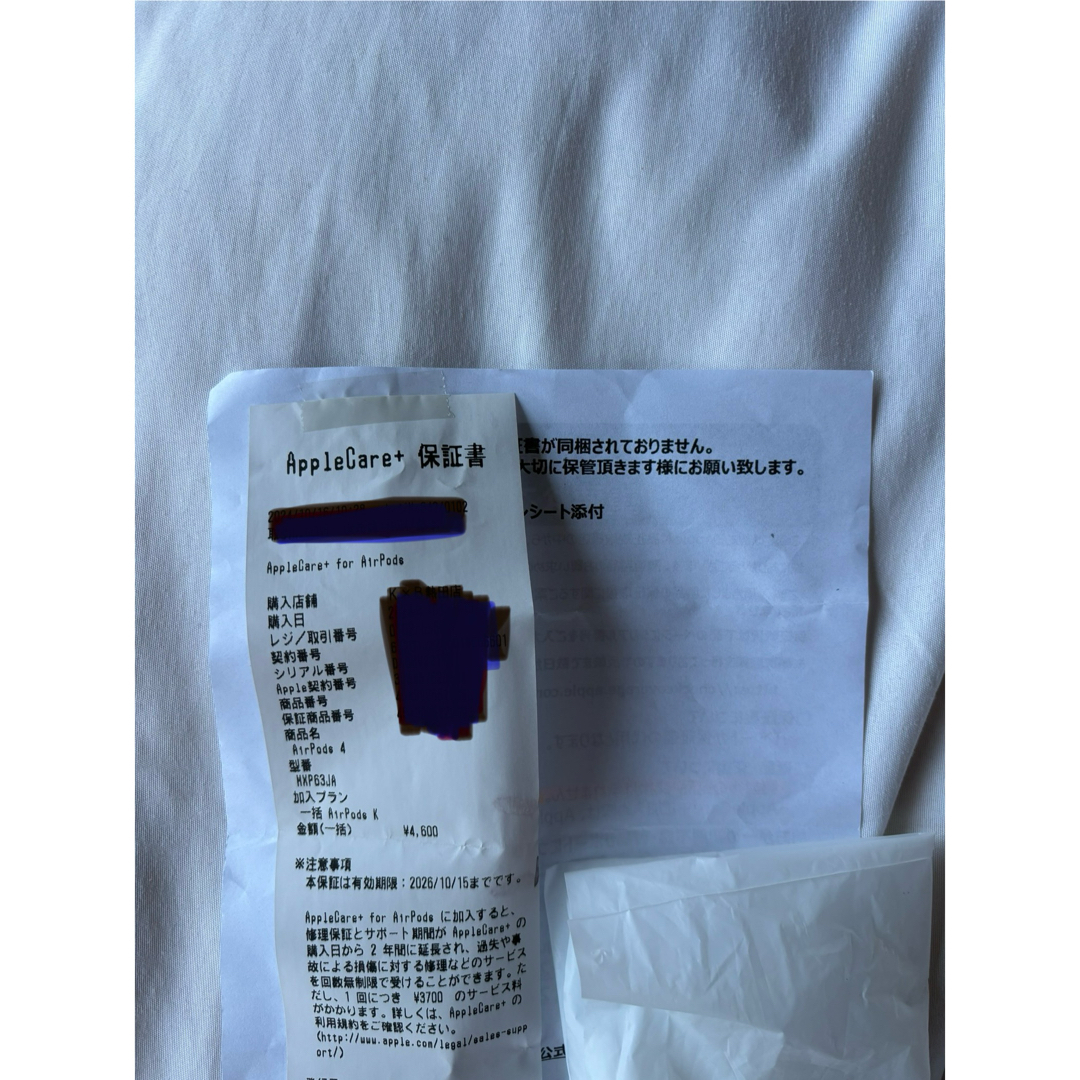 AppleCare+ 保証書
書が同梱されておりません。
大切に保管頂きます様にお願い致します。
シート添付
AppleCare+ for AirPods
購入店舗
購入日
レジ/取引番号
契約番号
シリアル番号
Apple契約番号
商品番号
保証商品番号
商品名
AirPods 4
型番
MXP63JA
加入プラン
一括 AirPods K
金額(一括) ¥4,600
※注意事項
本保証は有効期限:2026/10/15までです。
AppleCare+ for AirPods に加入すると、
修理保証とサポート期間が AppleCare+ の
購入日から 2 年間に延長され、過失や事
故による損傷に対する修理などのサービス
を回数無制限で受けることができます。た
だし、1 回につき ¥3700 のサービス料
がかかります。詳しくは、AppleCare+ の
利用規約をご確認ください。
(http://www.apple.com/legal/sales-supp
ort/)
公式